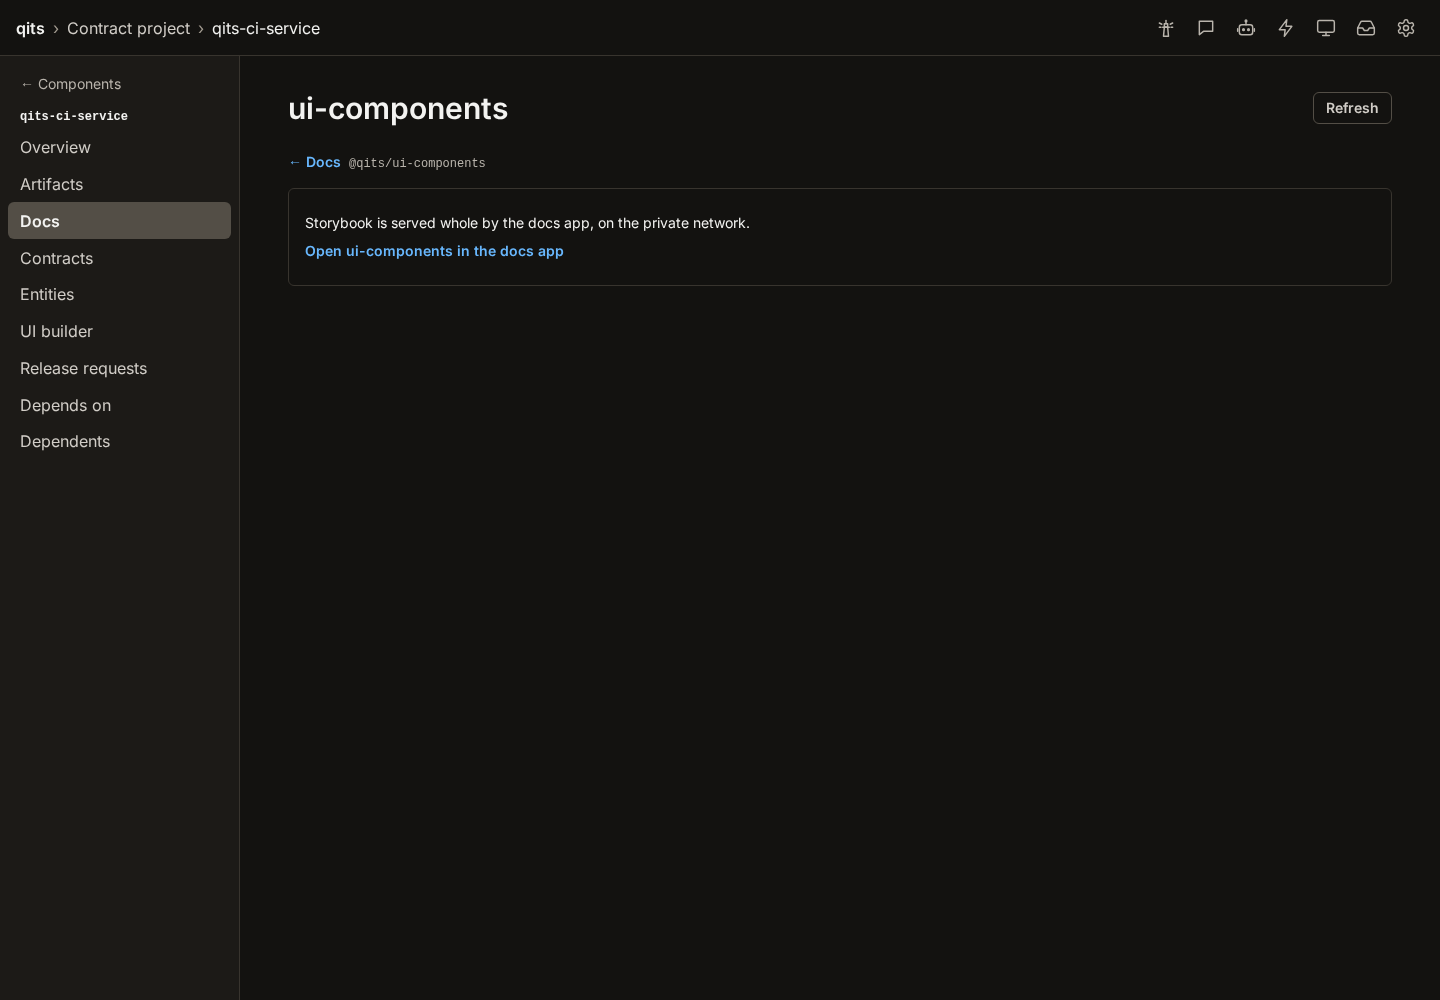 qits › Contract project › qits-ci-service
← Components
qits-ci-service
Overview
Artifacts
Docs
Contracts
Entities
UI builder
Release requests
Depends on
Dependents
ui-components
Refresh
← Docs @qits/ui-components
Storybook is served whole by the docs app, on the private network.
Open ui-components in the docs app